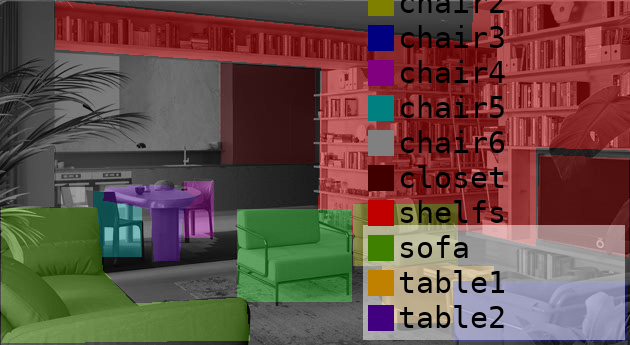 chair2
chair3
chair4
chair5
chair6
closet
shelfs
sofa
table1
table2